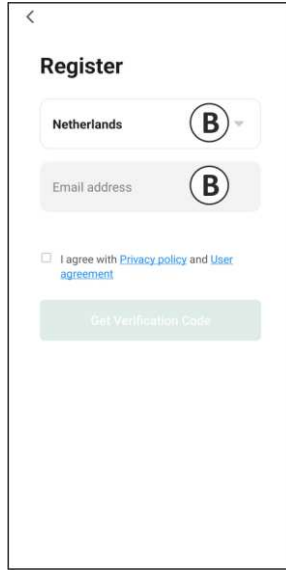 Register
Netherlands B
Email address B
I agree with Privacy policy and User
agreement
Get Verification Code